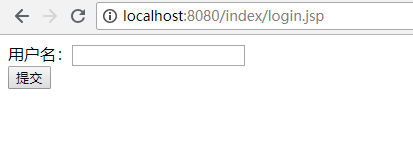 localhost:8080/index/login.jsp
用户名：
提交